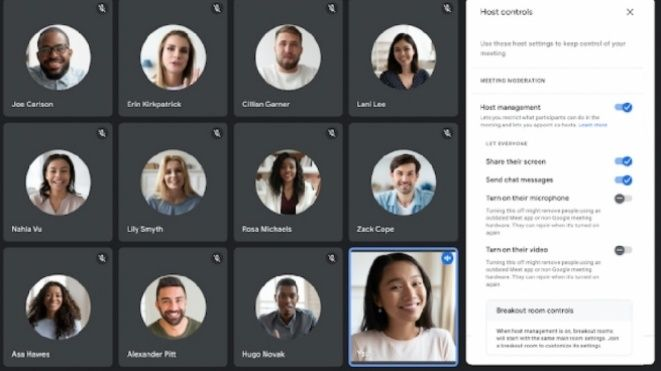 Host controls
Use these host settings to keep control of your
meeting
MEETING MODERATION
Host management
Lets you restrict what participants can do in the
meeting and lets you appoint co-hosts. Learn more
LET EVERYONE
Share their screen
Send chat messages
Turn on their microphone
Turning this off might remove people using an
outdated Meet app or non Google meeting
hardware. They can rejoin when it's turned on
again
Turn on their video
Turning this off might remove people using an
outdated Meet app or non Google meeting
hardware. They can rejoin when it's turned on
again
Breakout room controls
When host management is on, breakout rooms
will start with the same main room settings. Join
a breakout room to customize its settings.
Joe Carlson
Erin Kirkpatrick
Cillian Garner
Lani Lee
Nahia Vu
Lily Smyth
Rosa Michaels
Zack Cope
Asa Hawes
Alexander Pitt
Hugo Novak
You